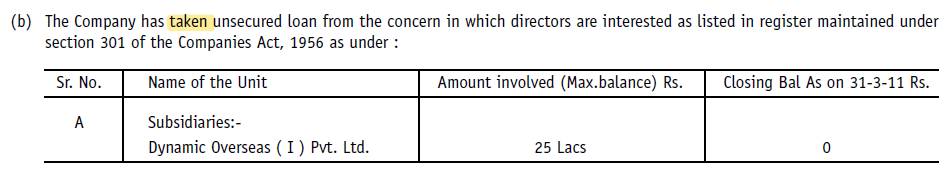 (b) The Company has taken unsecured loan from the concern in which directors are interested as listed in register maintained under
section 301 of the Companies Act, 1956 as under :
Sr. No. Name of the Unit Amount involved (Max.balance) Rs. Closing Bal As on 31-3-11 Rs.
A Subsidiaries:-
Dynamic Overseas ( I ) Pvt. Ltd. 25 Lacs 0